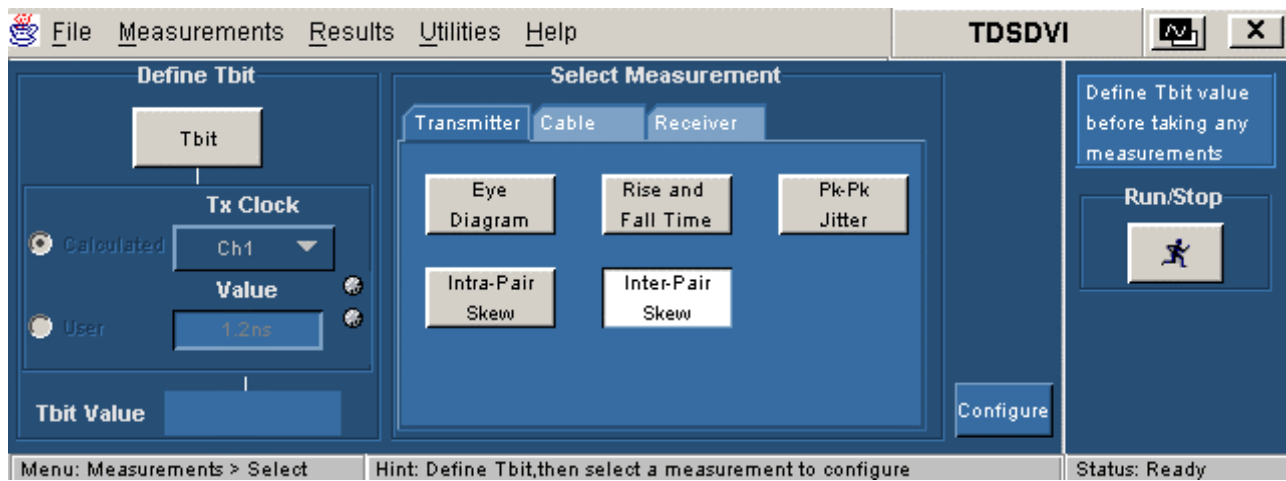 File Measurements Results Utilities Help TDSDVI X
Define Tbit
Tbit
Tx Clock
Calculated
Ch1
Value
User
1.2ns
Tbit Value
Select Measurement
Transmitter Cable Receiver
Eye
Diagram
Rise and
Fall Time
Pk-Pk
Jitter
Intra-Pair
Skew
Inter-Pair
Skew
Configure
Define Tbit value
before taking any
measurements
Run/Stop
Menu: Measurements > Select
Hint: Define Tbit,then select a measurement to configure
Status: Ready